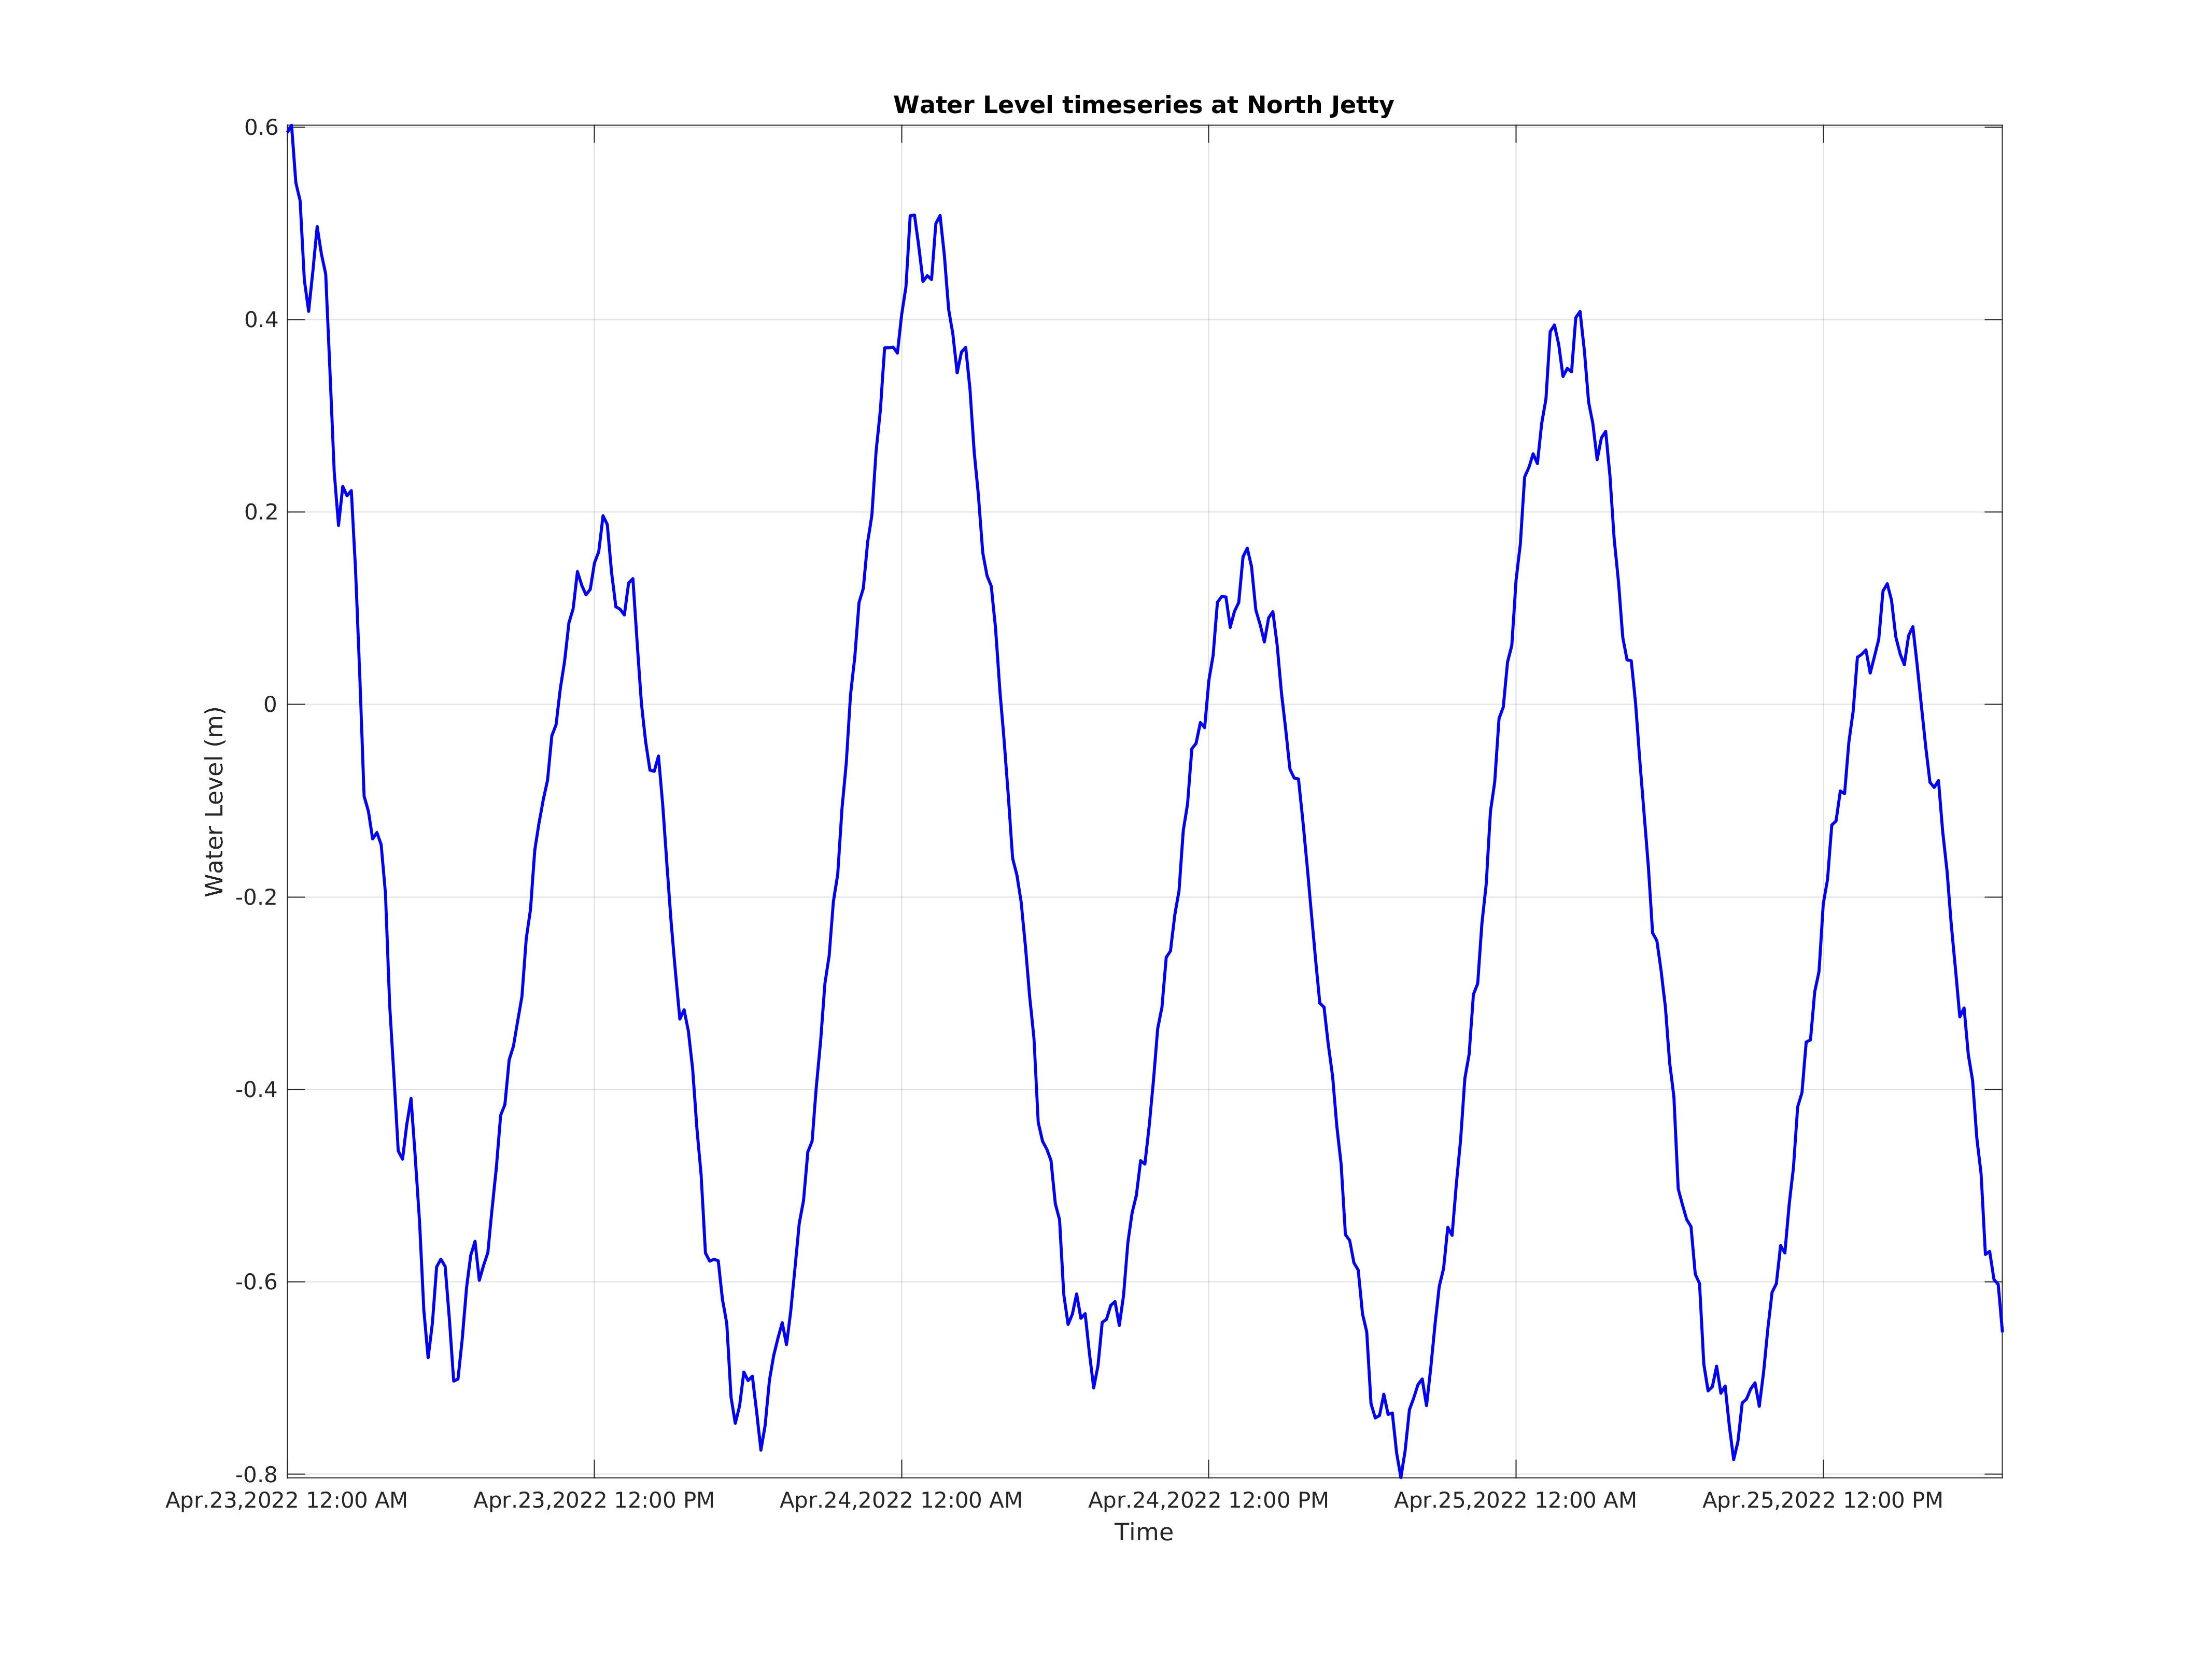 Water Level timeseries at North Jetty
0.6
0.4
0.2
0
-0.2
-0.4
-0.6
-0.8
Water Level (m)
Apr.23,2022 12:00 AM
Apr.23,2022 12:00 PM
Apr.24,2022 12:00 AM
Apr.24,2022 12:00 PM
Apr.25,2022 12:00 AM
Apr.25,2022 12:00 PM
Time